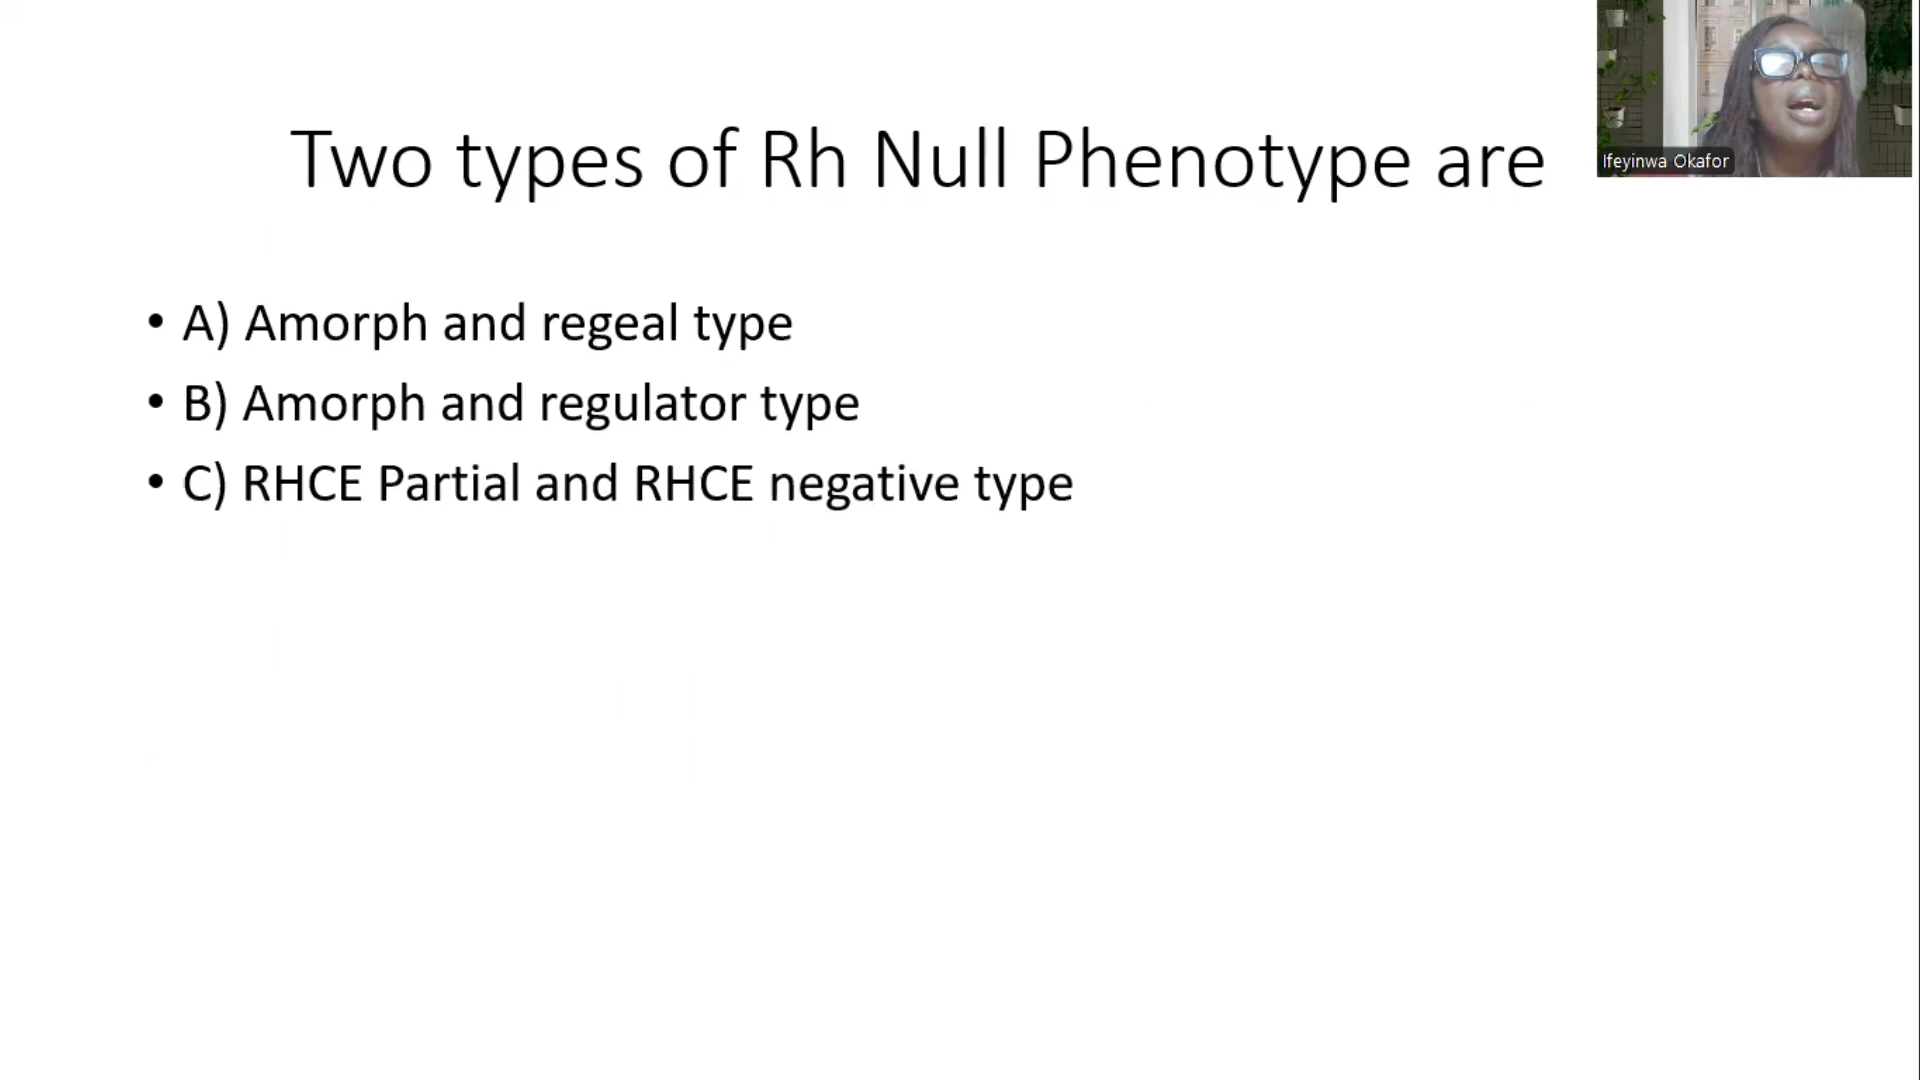 Two types of Rh Null Phenotype are
Ifeyinwa Okafor
• A) Amorph and regeal type
• B) Amorph and regulator type
• C) RHCE Partial and RHCE negative type